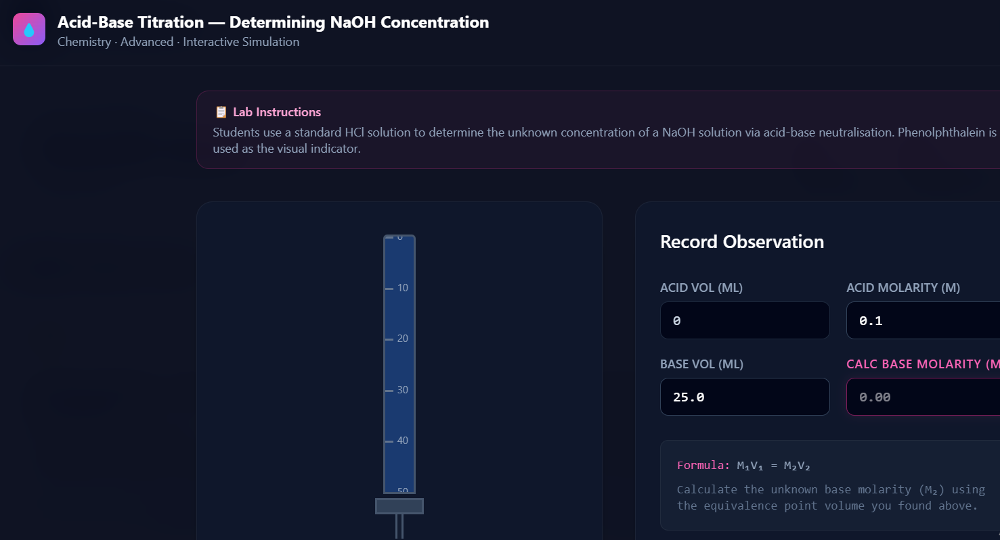 Acid-Base Titration — Determining NaOH Concentration
Chemistry · Advanced · Interactive Simulation
📋 Lab Instructions
Students use a standard HCl solution to determine the unknown concentration of a NaOH solution via acid-base neutralisation. Phenolphthalein is
used as the visual indicator.
0
10
20
30
40
50
Record Observation
ACID VOL (ML)
ACID MOLARITY (M)
0
0.1
BASE VOL (ML)
CALC BASE MOLARITY (M
25.0
0.00
Formula: M₁V₁ = M₂V₂
Calculate the unknown base molarity (M₂) using
the equivalence point volume you found above.